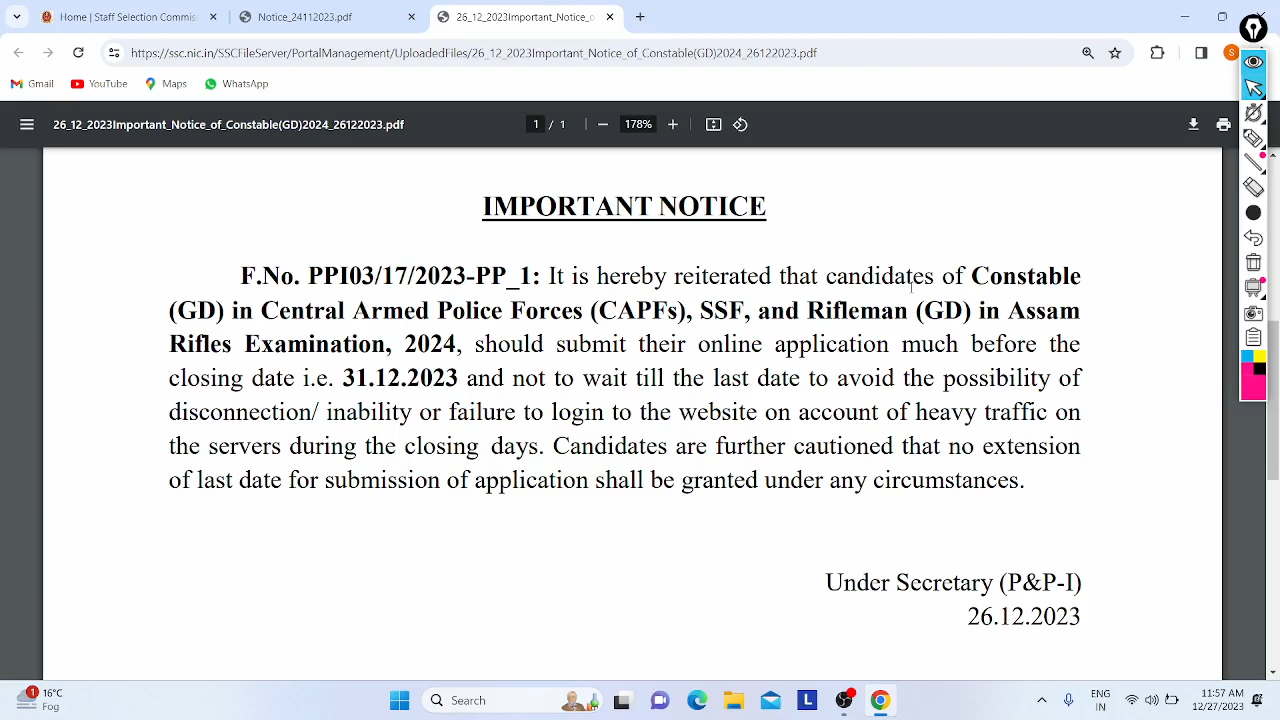 Home | Staff Selection Commis
Notice_24112023.pdf
26_12_2023Important_Notice_o
https://ssc.nic.in/SSCFileServer/PortalManagement/UploadedFiles/26_12_2023Important_Notice_of_Constable(GD)2024_26122023.pdf
S
Gmail
YouTube
Maps
WhatsApp
26_12_2023Important_Notice_of_Constable(GD)2024_26122023.pdf
1 / 1
178%
IMPORTANT NOTICE
F.No. PPI03/17/2023-PP_1: It is hereby reiterated that candidates of Constable
(GD) in Central Armed Police Forces (CAPFs), SSF, and Rifleman (GD) in Assam
Rifles Examination, 2024, should submit their online application much before the
closing date i.e. 31.12.2023 and not to wait till the last date to avoid the possibility of
disconnection/ inability or failure to login to the website on account of heavy traffic on
the servers during the closing days. Candidates are further cautioned that no extension
of last date for submission of application shall be granted under any circumstances.
Under Secretary (P&P-I)
26.12.2023
1
16°C
Fog
Search
L
ENG
IN
11:57 AM
12/27/2023